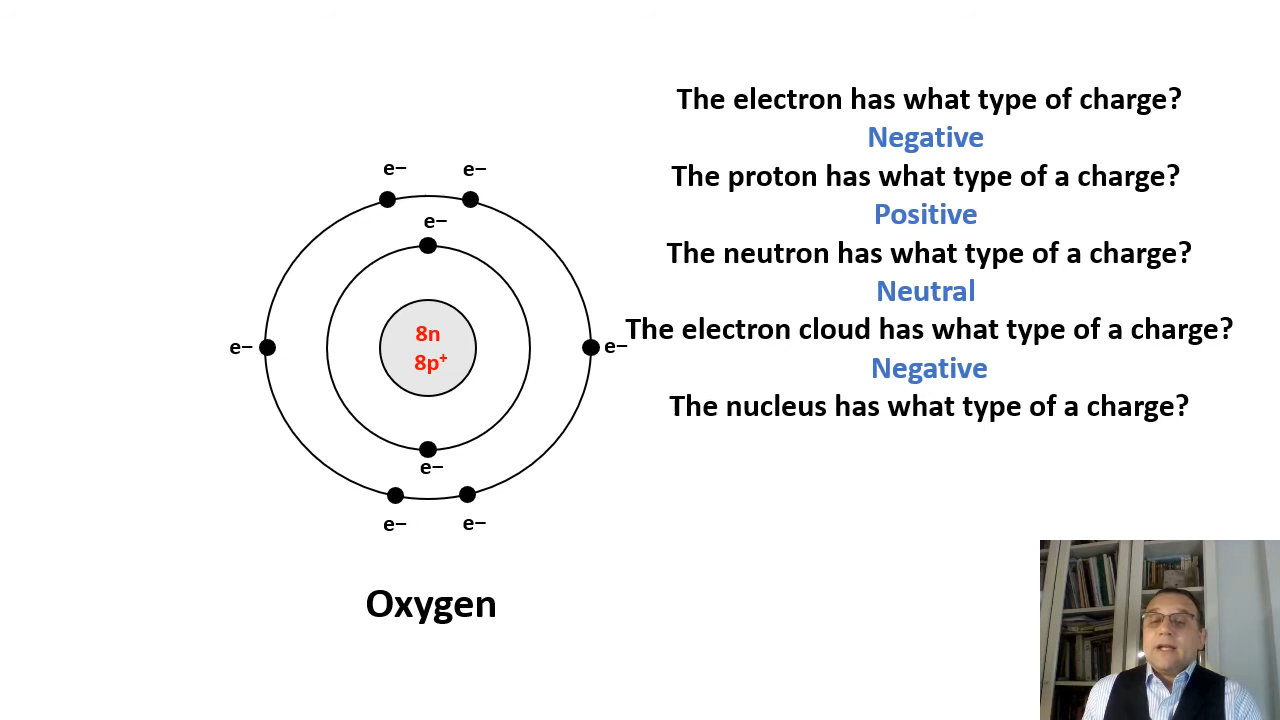 The electron has what type of charge?
Negative
The proton has what type of a charge?
Positive
The neutron has what type of a charge?
Neutral
The electron cloud has what type of a charge?
Negative
The nucleus has what type of a charge?
e− e−
e−
e− e−
8n
8p⁺
e−
e− e−
Oxygen